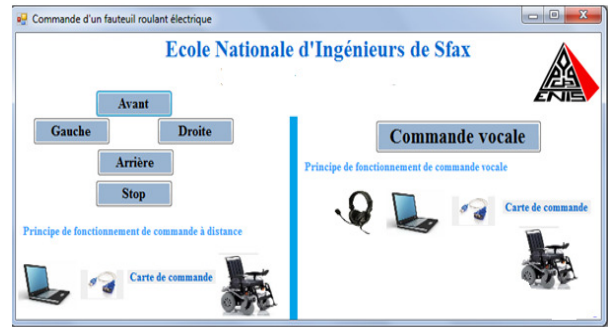 Commande d'un fauteuil roulant électrique
Ecole Nationale d'Ingénieurs de Sfax
ENIS
Avant
Gauche
Droite
Arrière
Stop
Principe de fonctionnement de commande à distance
Carte de commande
Commande vocale
Principe de fonctionnement de commande vocale
Carte de commande